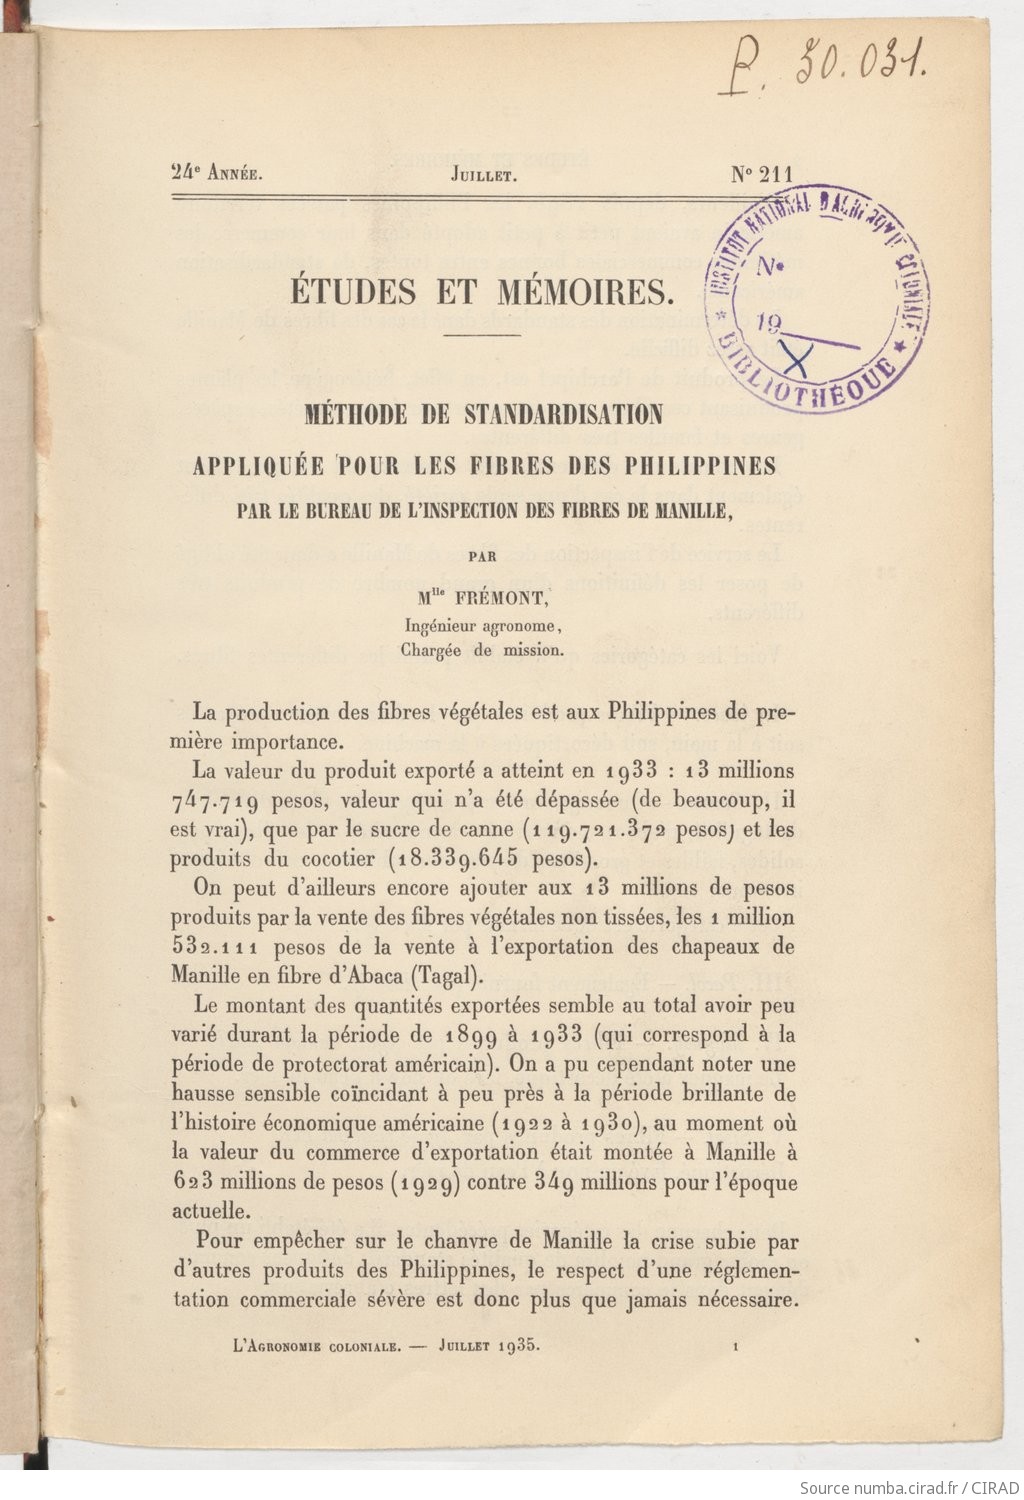 P. 30.031.
24e ANNÉE. JUILLET. N° 211
INSTITUT NATIONAL D'AGRONOMIE COLONIALE
N°
19
X
* BIBLIOTHÈQUE *
ÉTUDES ET MÉMOIRES.
MÉTHODE DE STANDARDISATION
APPLIQUÉE POUR LES FIBRES DES PHILIPPINES
PAR LE BUREAU DE L'INSPECTION DES FIBRES DE MANILLE,
PAR
Mlle FRÉMONT,
Ingénieur agronome,
Chargée de mission.
La production des fibres végétales est aux Philippines de pre-
mière importance.
La valeur du produit exporté a atteint en 1933 : 13 millions
747.719 pesos, valeur qui n'a été dépassée (de beaucoup, il
est vrai), que par le sucre de canne (119.721.372 pesos) et les
produits du cocotier (18.339.645 pesos).
On peut d'ailleurs encore ajouter aux 13 millions de pesos
produits par la vente des fibres végétales non tissées, les 1 million
532.111 pesos de la vente à l'exportation des chapeaux de
Manille en fibre d'Abaca (Tagal).
Le montant des quantités exportées semble au total avoir peu
varié durant la période de 1899 à 1933 (qui correspond à la
période de protectorat américain). On a pu cependant noter une
hausse sensible coïncidant à peu près à la période brillante de
l'histoire économique américaine (1922 à 1930), au moment où
la valeur du commerce d'exportation était montée à Manille à
623 millions de pesos (1929) contre 349 millions pour l'époque
actuelle.
Pour empêcher sur le chanvre de Manille la crise subie par
d'autres produits des Philippines, le respect d'une réglemen-
tation commerciale sévère est donc plus que jamais nécessaire.
L'AGRONOMIE COLONIALE. — JUILLET 1935. 1
Source numba.cirad.fr / CIRAD